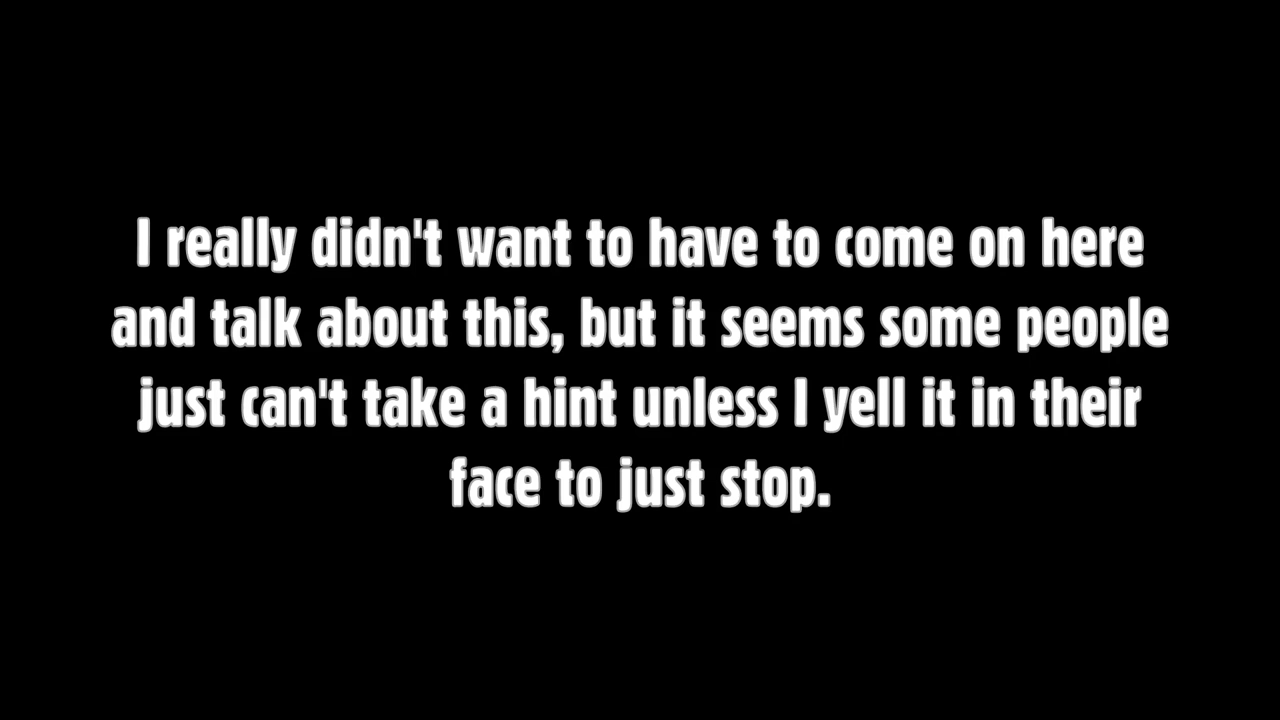 I really didn't want to have to come on here
and talk about this, but it seems some people
just can't take a hint unless I yell it in their
face to just stop.